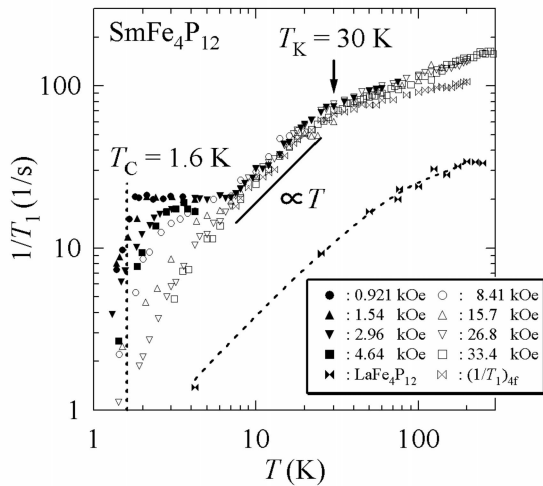 SmFe₄P₁₂
T_K = 30 K
100
T_C = 1.6 K
∝ T
1/T₁ (1/s)
10
: 0.921 kOe : 8.41 kOe
: 1.54 kOe : 15.7 kOe
: 2.96 kOe : 26.8 kOe
: 4.64 kOe : 33.4 kOe
: LaFe₄P₁₂ : (1/T₁)₄f
1
1 10 100
T (K)